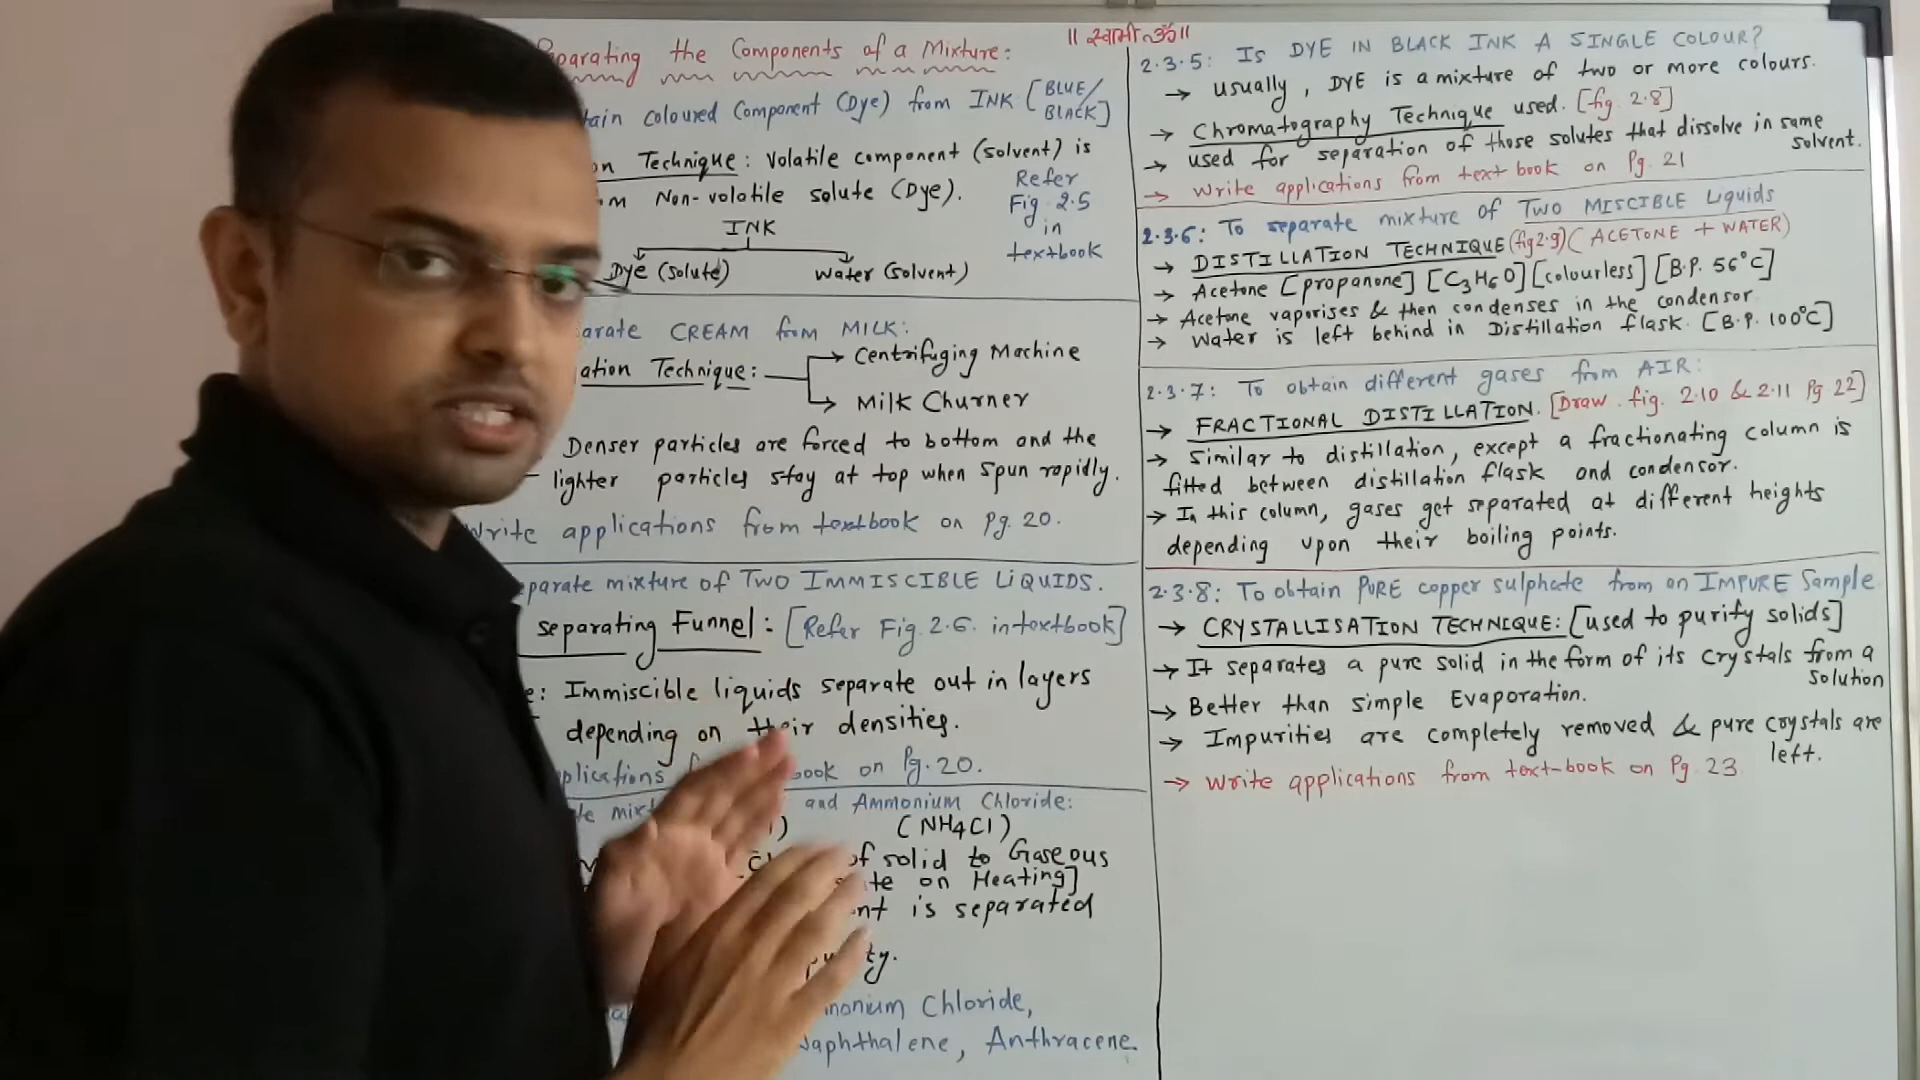 || स्वामी ॐ ||
parating the Components of a Mixture:
tain coloured Component (Dye) from INK [BLUE/
BLACK]
on Technique: Volatile component (solvent) is
m Non-volatile solute (Dye).
Refer
Fig 2.5
in
textbook
INK
Dye (solute) Water (solvent)
arate CREAM from MILK:
ation Technique: → Centrifuging Machine
→ Milk Churner
Denser particles are forced to bottom and the
lighter particles stay at top when spun rapidly.
Write applications from textbook on Pg. 20.
eparate mixture of TWO IMMISCIBLE LIQUIDS.
separating Funnel: [Refer Fig. 2.6. in textbook]
e: Immiscible liquids separate out in layers
depending on their densities.
plications book on Pg. 20.
te mixt and Ammonium Chloride:
(NH4Cl)
of solid to Gaseous
te on Heating]
nt is separated
ty.
monium Chloride,
Naphthalene, Anthracene.
2.3.5: IS DYE IN BLACK INK A SINGLE COLOUR?
→ usually, DYE is a mixture of two or more colours.
→ Chromatography Technique used. [fig. 2.8]
→ used for separation of those solutes that dissolve in same
solvent.
→ Write applications from text book on Pg. 21
2.3.6: To separate mixture of TWO MISCIBLE Liquids
→ DISTILLATION TECHNIQUE (fig 2.9) (ACETONE + WATER)
→ Acetone [propanone] [C3H6O] [colourless] [B.P. 56°C]
→ Acetone vaporises & then condenses in the condensor
→ Water is left behind in Distillation flask. [B.P. 100°C]
2.3.7: To obtain different gases from AIR:
→ FRACTIONAL DISTILLATION. [Draw fig. 2.10 & 2.11 Pg 22]
→ Similar to distillation, except a fractionating column is
fitted between distillation flask and condensor.
→ In this column, gases get separated at different heights
depending upon their boiling points.
2.3.8: To obtain PURE copper sulphate from an IMPURE Sample
→ CRYSTALLISATION TECHNIQUE: [used to purify solids]
→ It separates a pure solid in the form of its crystals from a
solution
→ Better than simple Evaporation.
→ Impurities are completely removed & pure crystals are
left.
→ Write applications from text-book on Pg. 23